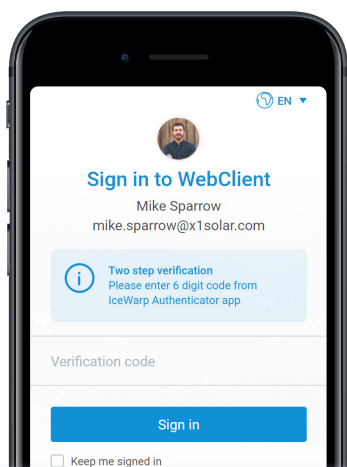 EN
Sign in to WebClient
Mike Sparrow
mike.sparrow@x1solar.com
Two step verification
Please enter 6 digit code from
IceWarp Authenticator app
Verification code
Sign in
Keep me signed in